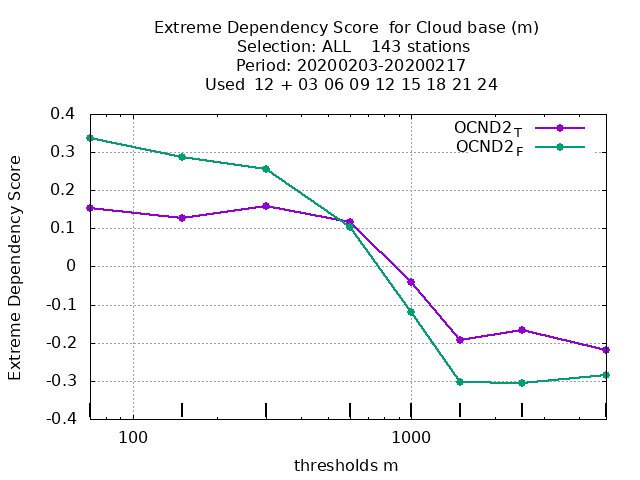 Extreme Dependency Score  for Cloud base (m)
Selection: ALL    143 stations
Period: 20200203-20200217
Used  12 + 03 06 09 12 15 18 21 24
OCND2T
OCND2F
Extreme Dependency Score
0.4
0.3
0.2
0.1
0
-0.1
-0.2
-0.3
-0.4
100 1000
thresholds m